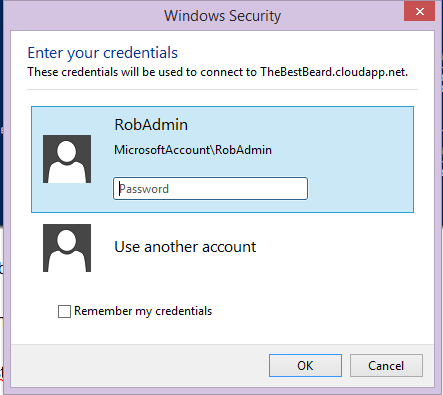 Windows Security
Enter your credentials
These credentials will be used to connect to TheBestBeard.cloudapp.net.
RobAdmin
MicrosoftAccount\RobAdmin
Password
Use another account
Remember my credentials
OK
Cancel